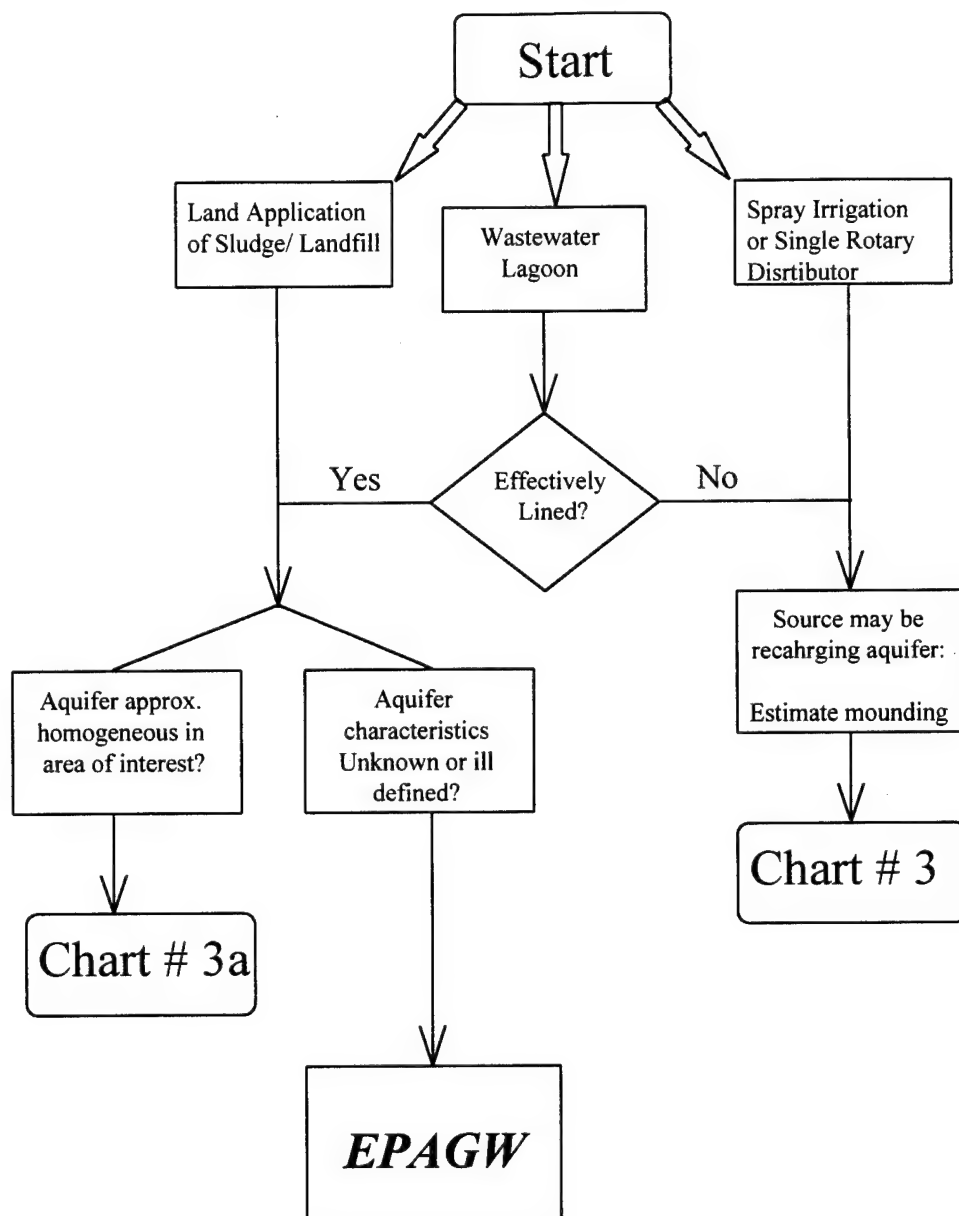 Start
Land Application
of Sludge/ Landfill
Wastewater
Lagoon
Spray Irrigation
or Single Rotary
Disrtibutor
Yes
Effectively
Lined?
No
Source may be
recahrging aquifer:
Estimate mounding
Aquifer approx.
homogeneous in
area of interest?
Aquifer
characteristics
Unknown or ill
defined?
Chart # 3
Chart # 3a
EPAGW